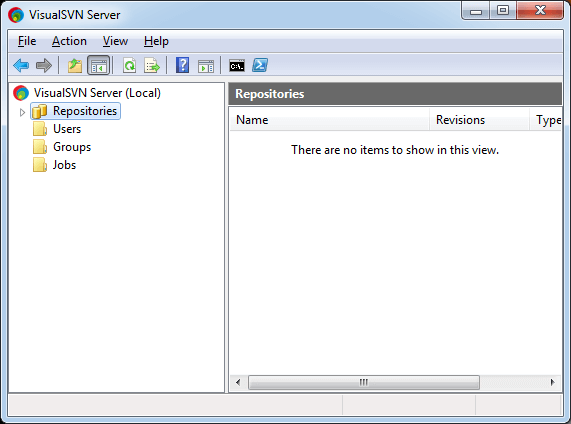 VisualSVN Server
File Action View Help
VisualSVN Server (Local)
Repositories
Users
Groups
Jobs
Repositories
Name Revisions Type
There are no items to show in this view.